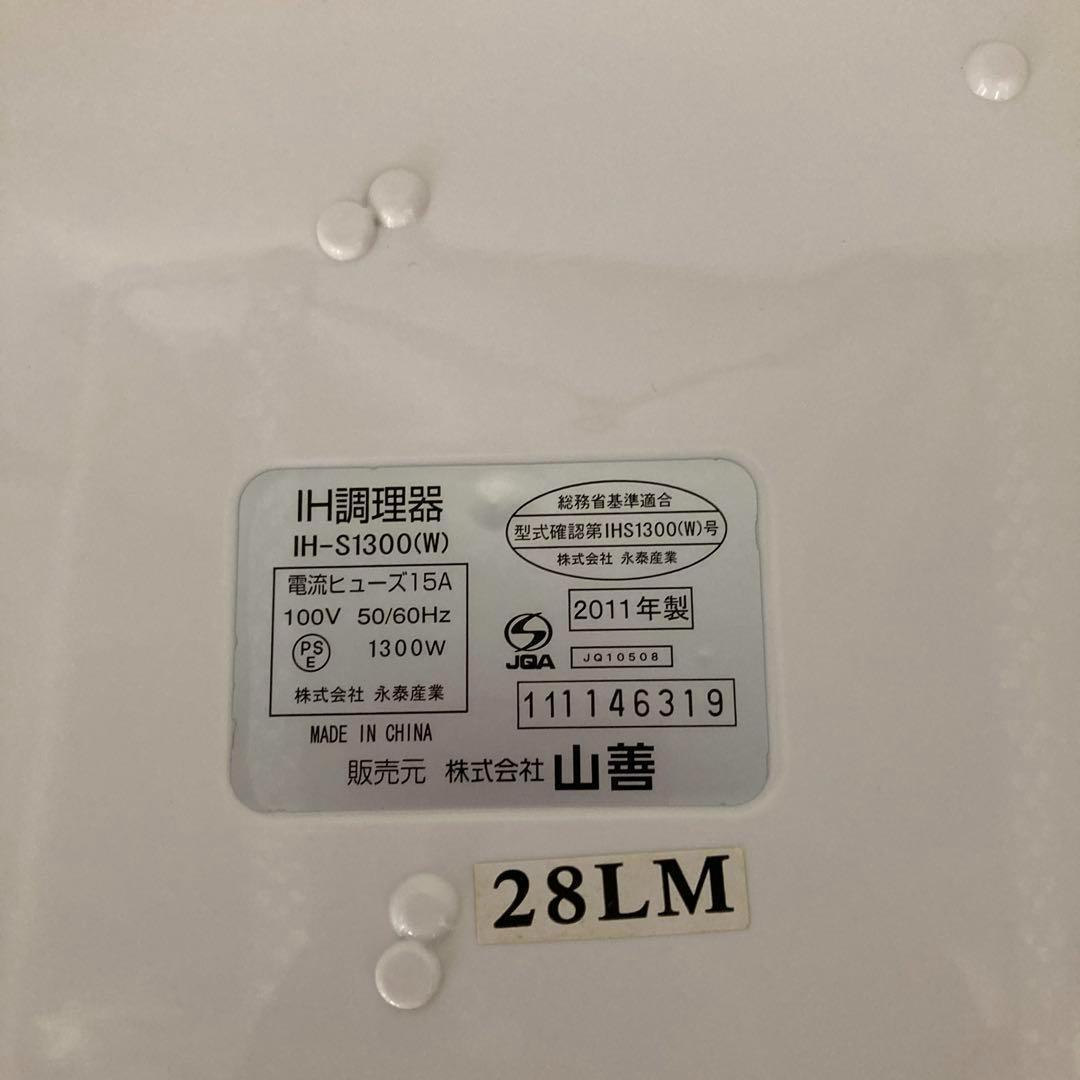 IH調理器
IH-S1300(W)
電流ヒューズ15A
100V 50/60Hz
PS
E
1300W
株式会社 永泰産業
MADE IN CHINA
総務省基準適合
型式確認第IHS1300(W)号
株式会社 永泰産業
2011年製
JQA
JQ10508
111146319
販売元 株式会社 山善
28LM